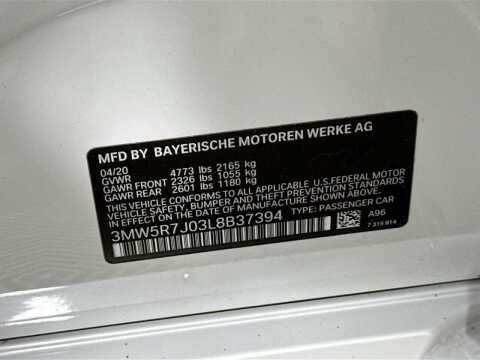 MFD BY BAYERISCHE MOTOREN WERKE AG
04/20
GVWR 4773 lbs 2165 kg
GAWR FRONT 2326 lbs 1055 kg
GAWR REAR 2601 lbs 1180 kg
THIS VEHICLE CONFORMS TO ALL APPLICABLE U.S.FEDERAL MOTOR
VEHICLE SAFETY, BUMPER AND THEFT PREVENTION STANDARDS
IN EFFECT ON THE DATE OF MANUFACTURE SHOWN ABOVE.
3MW5R7J03L8B37394 TYPE: PASSENGER CAR A96